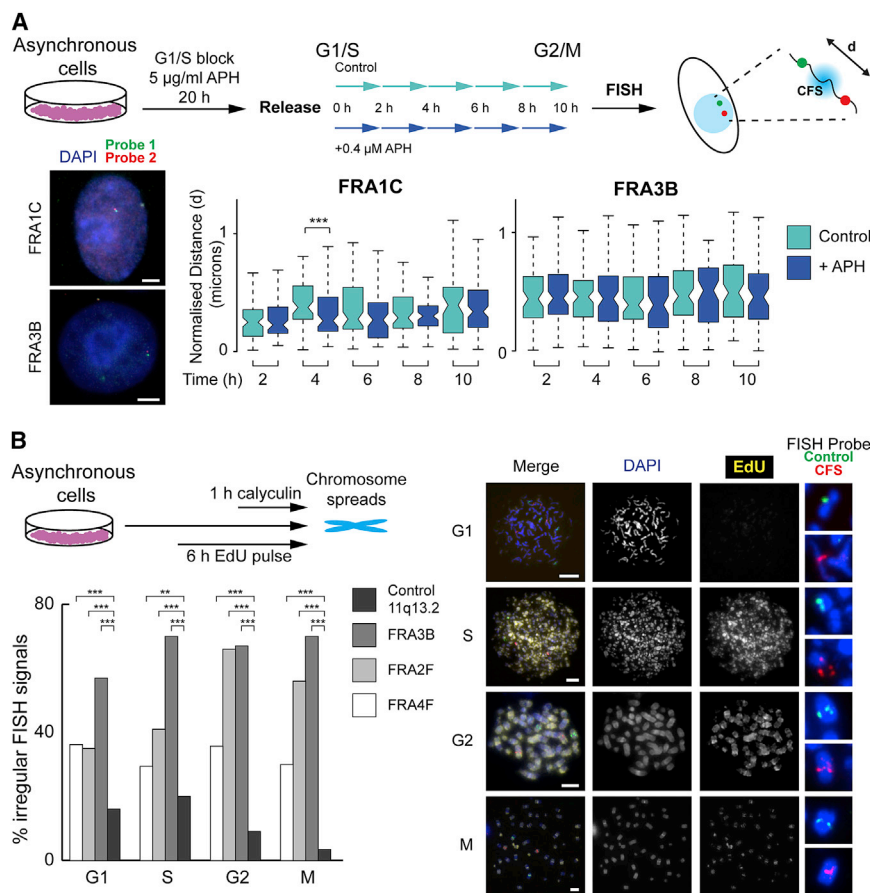 A
Asynchronous
cells
G1/S block
5 µg/ml APH
20 h
Release
G1/S
G2/M
Control
0 h 2 h 4 h 6 h 8 h 10 h
+0.4 µM APH
FISH
d
CFS
DAPI Probe 1
Probe 2
FRA1C
FRA3B
FRA1C
FRA3B
Normalised Distance (d)
(microns)
1
0
***
Time (h) 2 4 6 8 10
1
0
2 4 6 8 10
Control
+ APH
B
Asynchronous
cells
1 h calyculin
6 h EdU pulse
Chromosome
spreads
% irregular FISH signals
80
40
0
*** ** *** ***
*** *** *** ***
*** *** *** ***
G1 S G2 M
Control
11q13.2
FRA3B
FRA2F
FRA4F
FISH Probe
Merge DAPI EdU Control
CFS
G1
S
G2
M